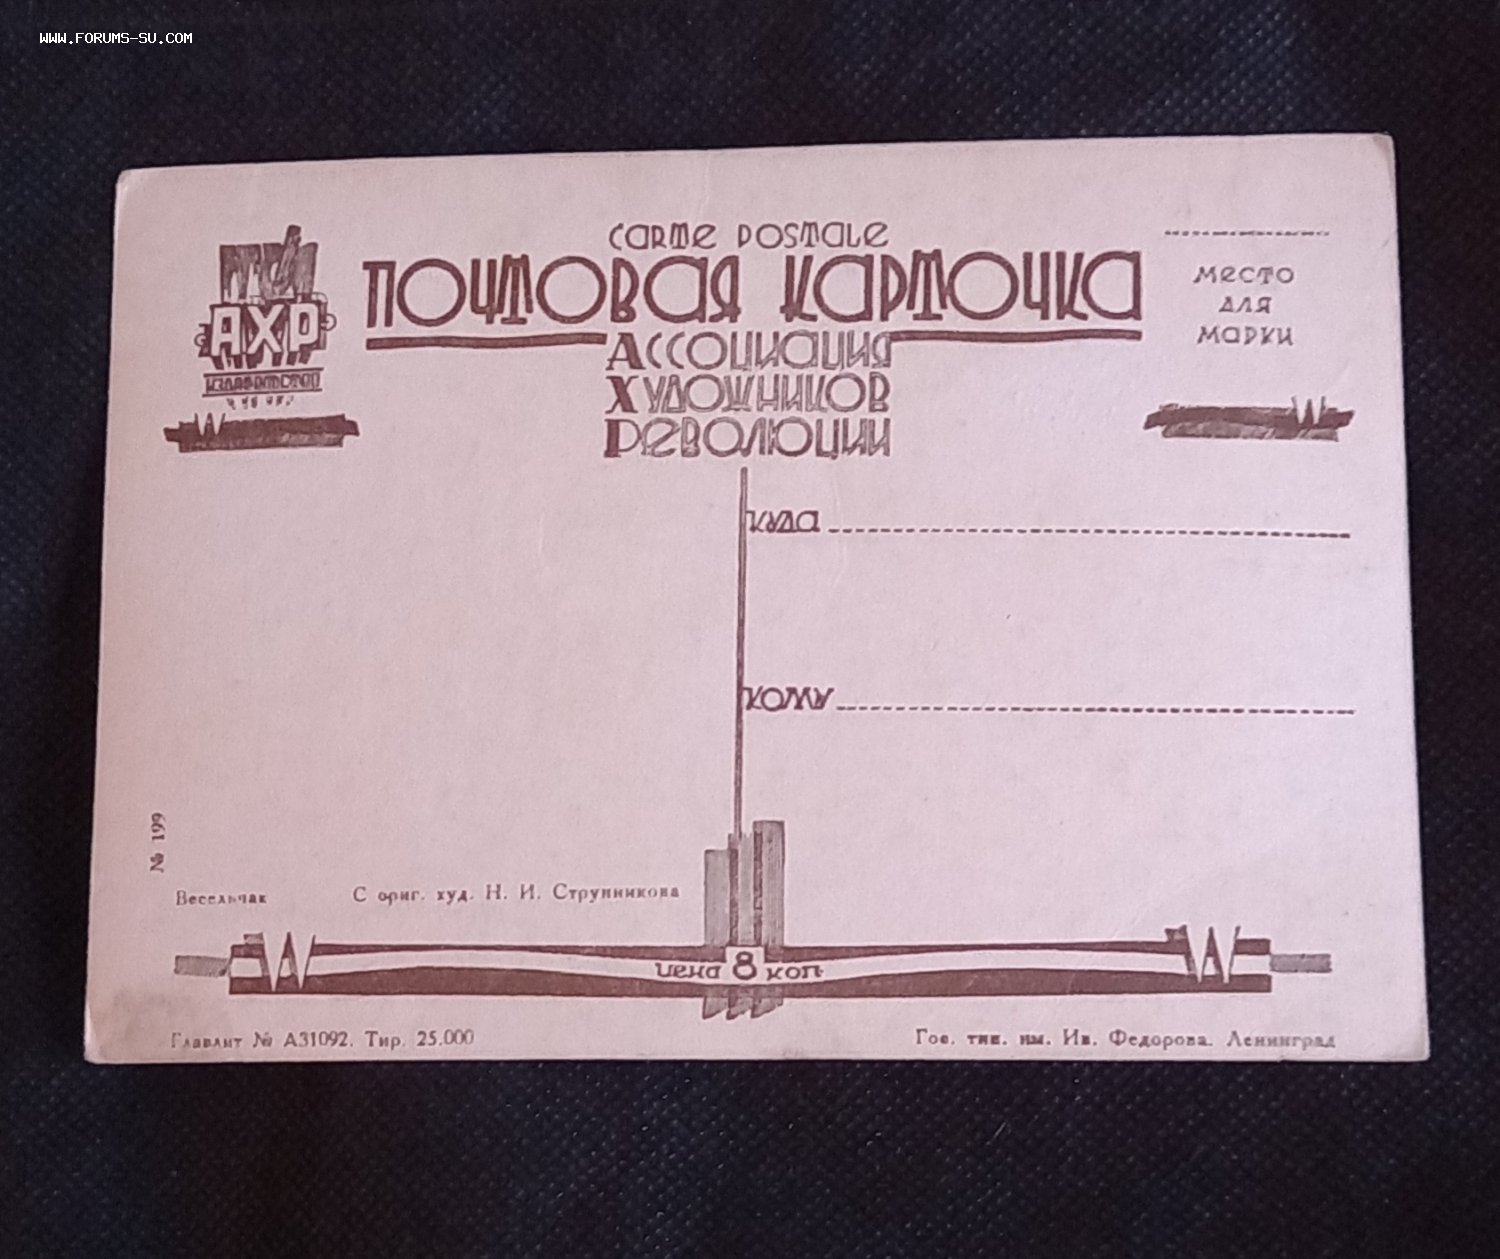 WWW.FORUMS-SU.COM
CARTE POSTALE
ПОЧТОВАЯ КАРТОЧКА
АССОЦИАЦИЯ
ХУДОЖНИКОВ
РЕВОЛЮЦИИ
АХР
ИЗДАТЕЛЬСТВО
МЕСТО
ДЛЯ
МАРКИ
КУДА
КОМУ
№ 199
Весельчак С ориг. худ. Н. И. Струнникова
цена 8 коп
Главлит № А31092. Тир. 25.000
Гос. тип. им. Ив. Федорова. Ленинград